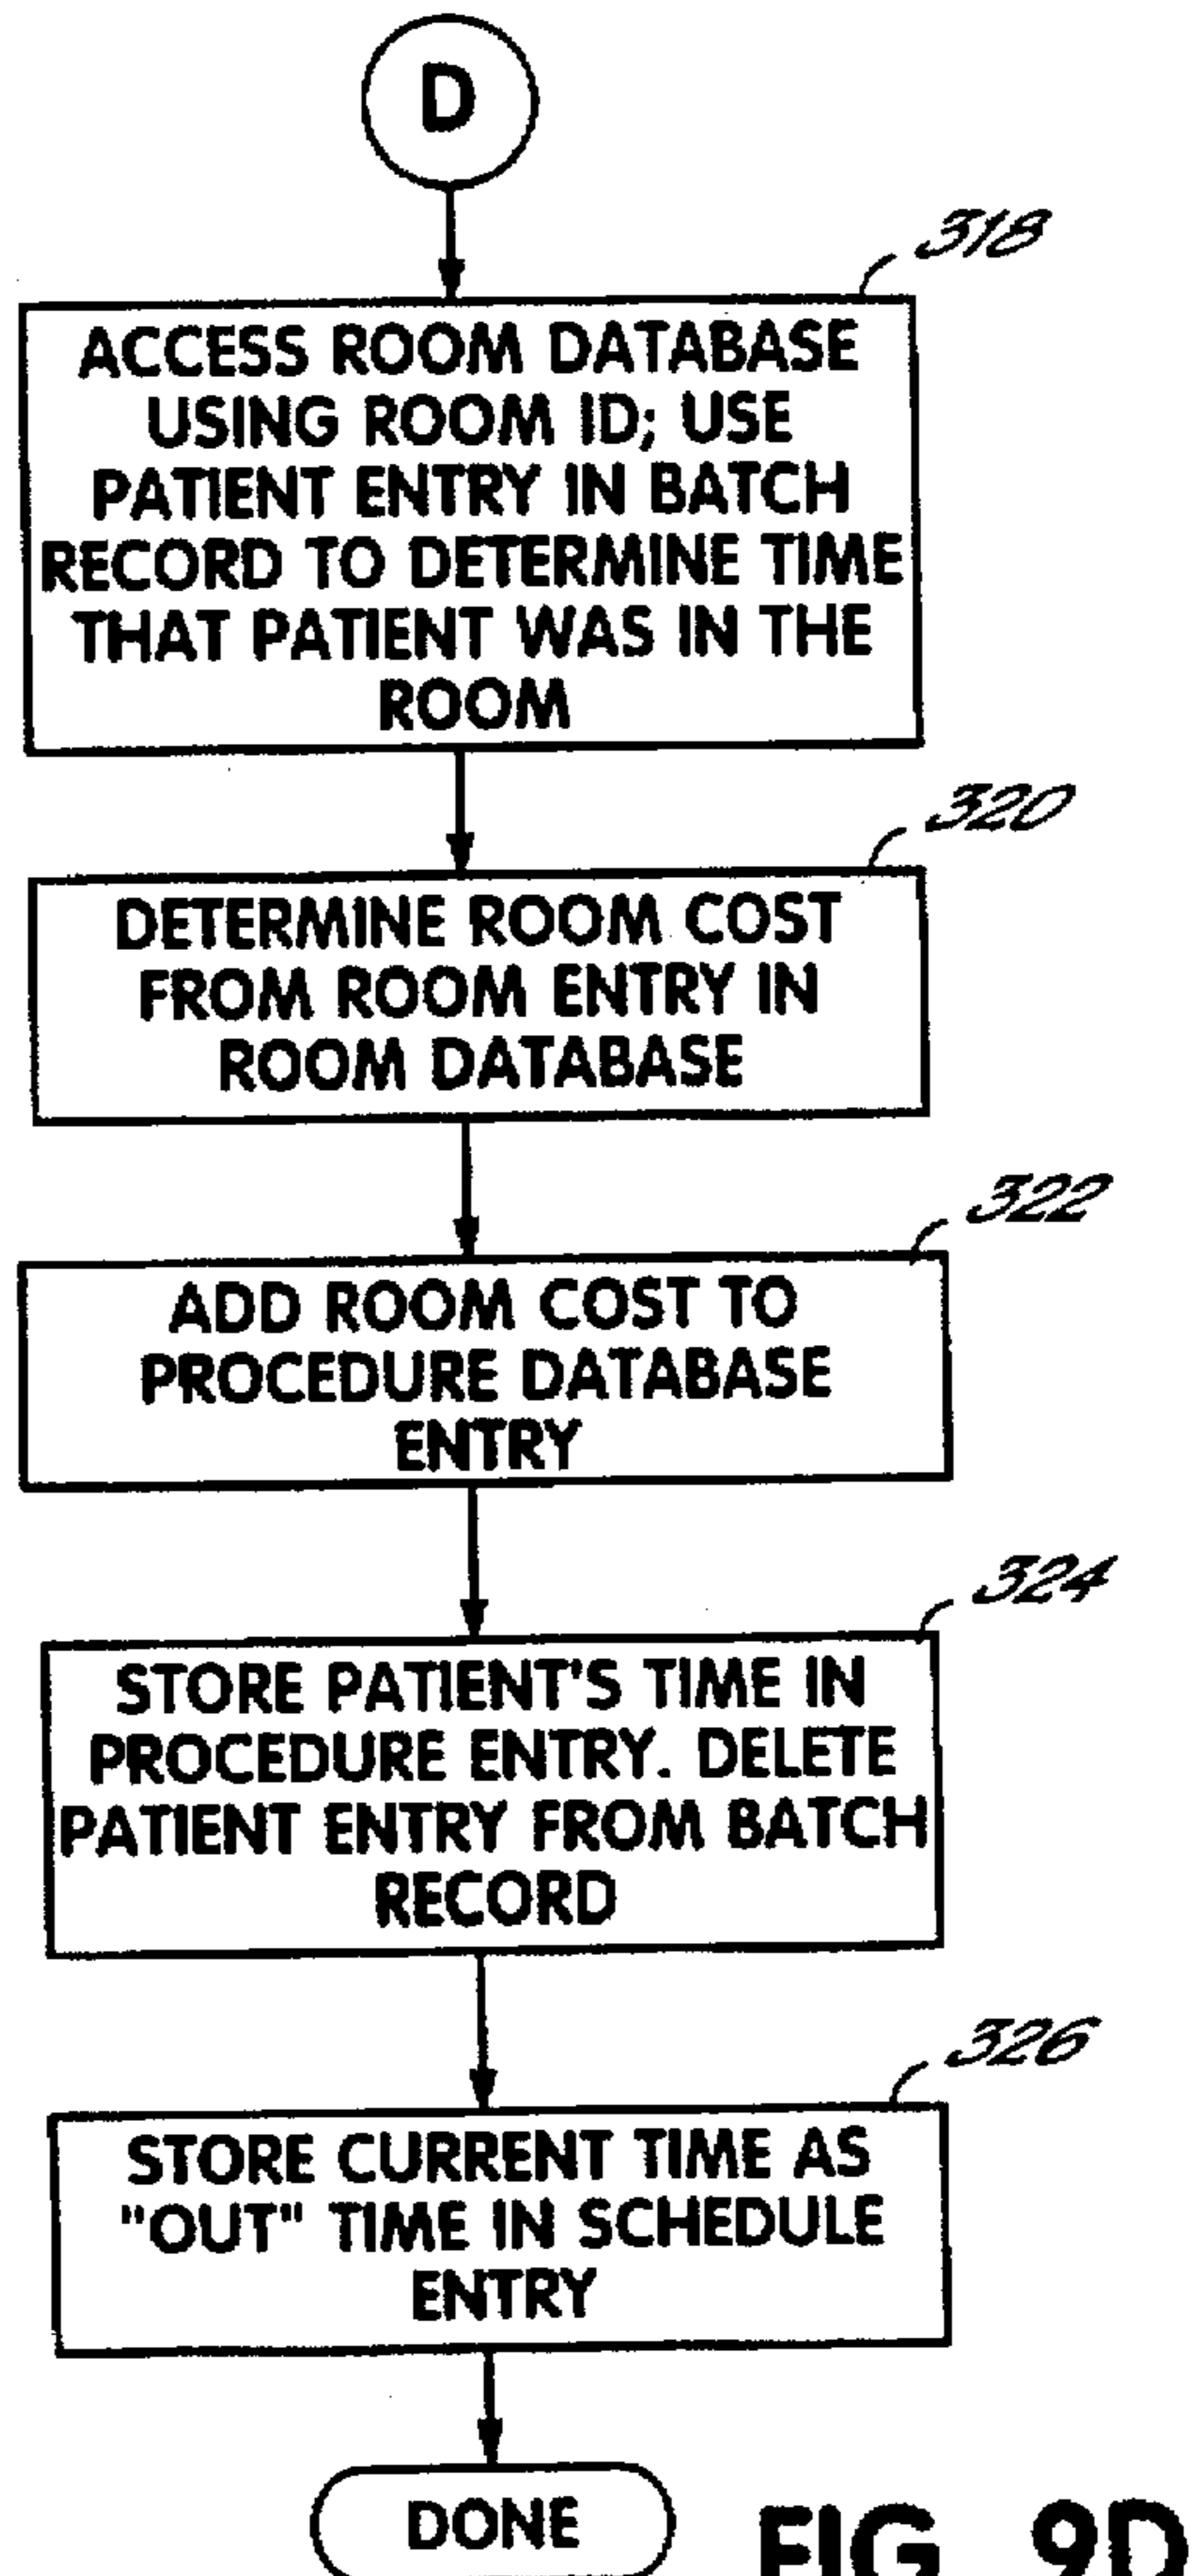 D
318
ACCESS ROOM DATABASE
USING ROOM ID; USE
PATIENT ENTRY IN BATCH
RECORD TO DETERMINE TIME
THAT PATIENT WAS IN THE
ROOM
320
DETERMINE ROOM COST
FROM ROOM ENTRY IN
ROOM DATABASE
322
ADD ROOM COST TO
PROCEDURE DATABASE
ENTRY
324
STORE PATIENT'S TIME IN
PROCEDURE ENTRY. DELETE
PATIENT ENTRY FROM BATCH
RECORD
326
STORE CURRENT TIME AS
"OUT" TIME IN SCHEDULE
ENTRY
DONE
FIG. 9D